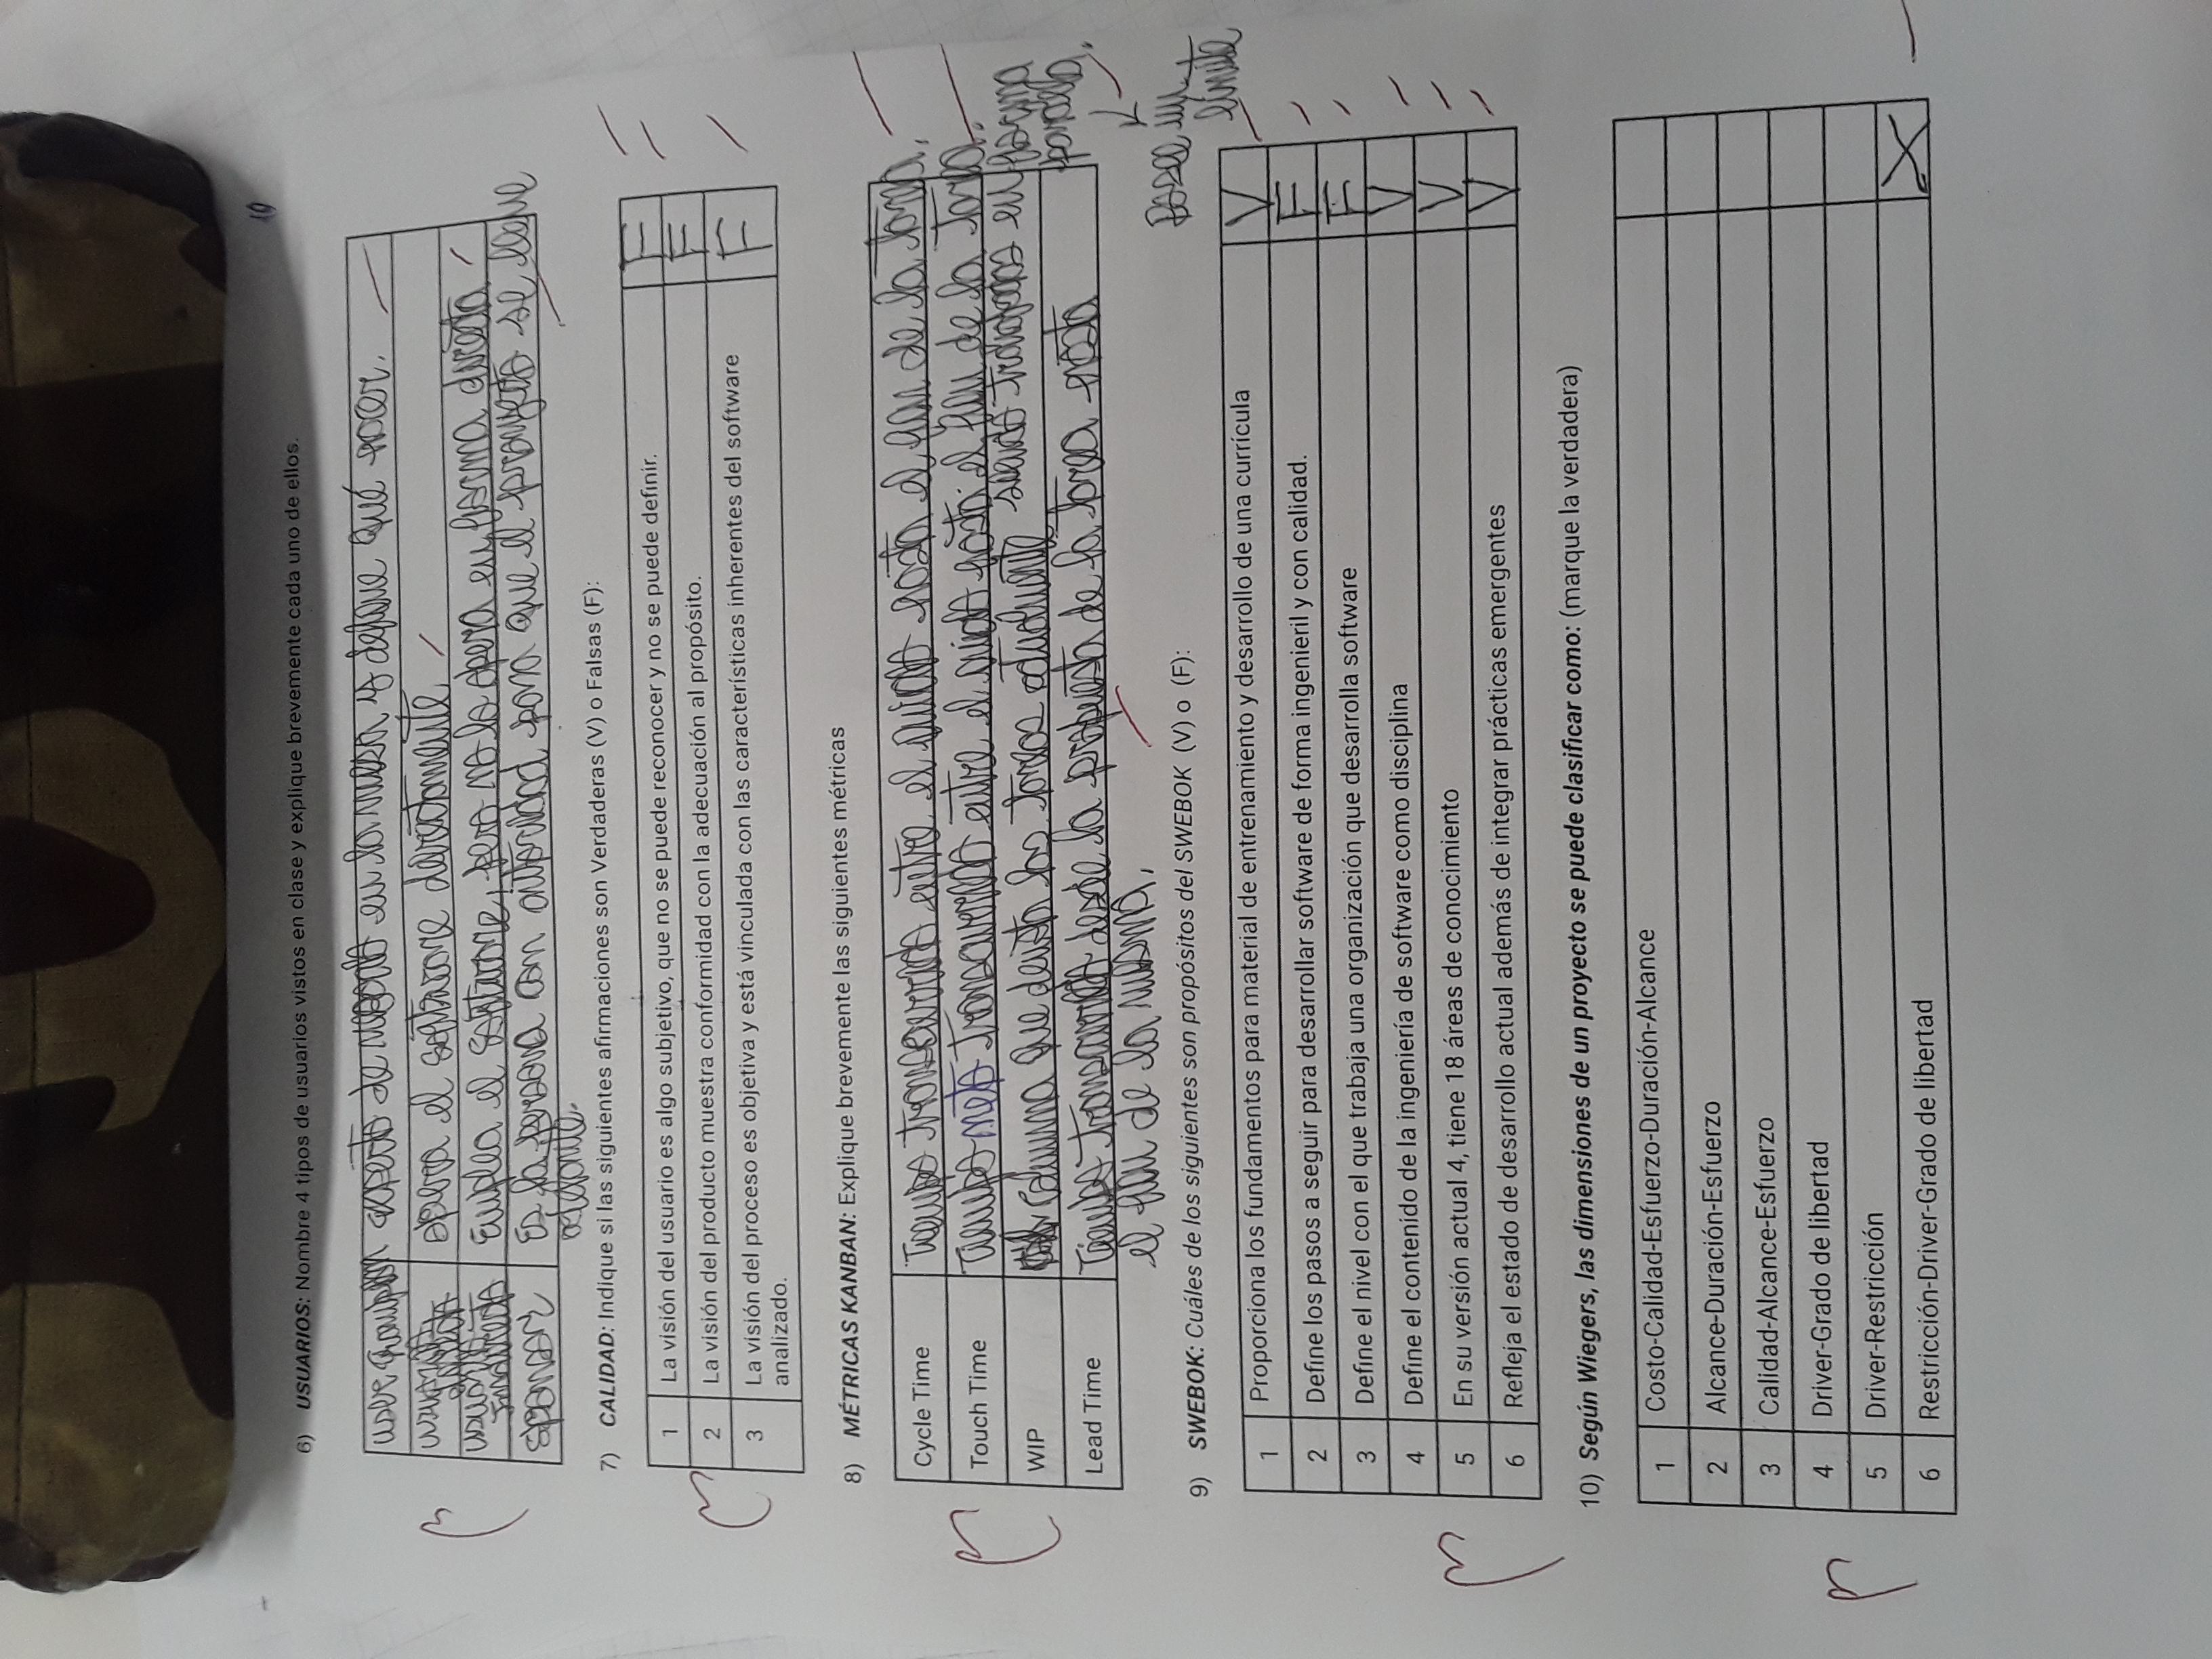 10
6) USUARIOS: Nombre 4 tipos de usuarios vistos en clase y explique brevemente cada uno de ellos.
user champion experto de negocio en la mesa y define qué hacer.
usuario directo opera el software directamente
usuario indirecto Emplea el software, pero no lo opera en forma directa
sponsor Es la persona con autoridad para que el proyecto se lleve
adelante.
7) CALIDAD: Indique si las siguientes afirmaciones son Verdaderas (V) o Falsas (F):
1 La visión del usuario es algo subjetivo, que no se puede reconocer y no se puede definir. F
2 La visión del producto muestra conformidad con la adecuación al propósito. F
3 La visión del proceso es objetiva y está vinculada con las características inherentes del software F
analizado.
8) MÉTRICAS KANBAN: Explique brevemente las siguientes métricas
Cycle Time Tiempo transcurrido entre el inicio hasta el fin de la tarea.
Touch Time Tiempo neto transcurrido entre el inicio hasta el fin de la tarea.
WIP columna que denota las tareas actualmente siendo trabajadas en forma
paralela.
Lead Time Tiempo transcurrido desde la propuesta de la tarea hasta
el fin de la misma.
Posee un
límite
9) SWEBOK: Cuáles de los siguientes son propósitos del SWEBOK (V) o (F):
1 Proporciona los fundamentos para material de entrenamiento y desarrollo de una currícula V
2 Define los pasos a seguir para desarrollar software de forma ingenieril y con calidad. F
3 Define el nivel con el que trabaja una organización que desarrolla software F
4 Define el contenido de la ingeniería de software como disciplina V
5 En su versión actual 4, tiene 18 áreas de conocimiento V
6 Refleja el estado de desarrollo actual además de integrar prácticas emergentes V
10) Según Wiegers, las dimensiones de un proyecto se puede clasificar como: (marque la verdadera)
1 Costo-Calidad-Esfuerzo-Duración-Alcance
2 Alcance-Duración-Esfuerzo
3 Calidad-Alcance-Esfuerzo
4 Driver-Grado de libertad
5 Driver-Restricción
6 Restricción-Driver-Grado de libertad X